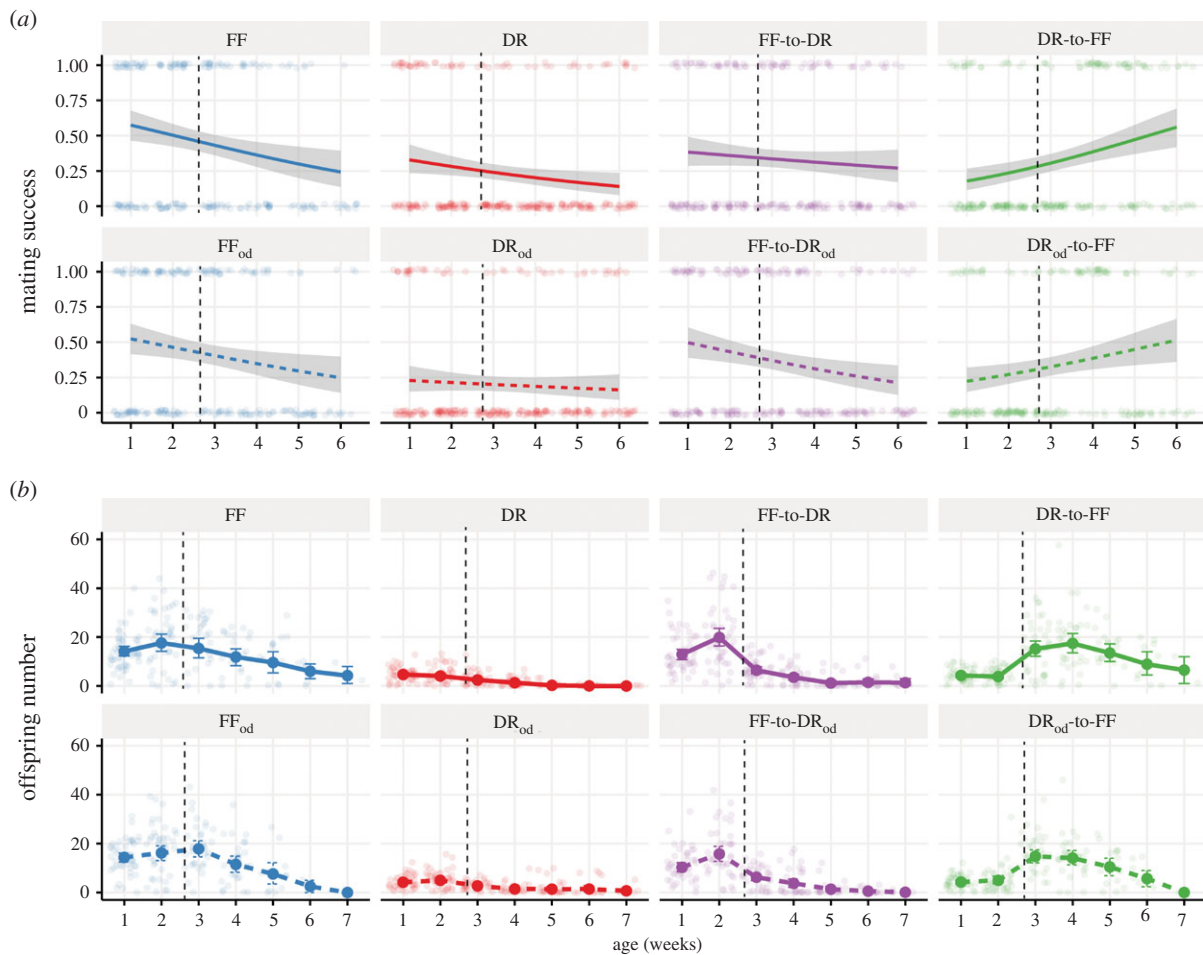 (a)
FF DR FF-to-DR DR-to-FF
1.00
0.75
0.50
0.25
0
FFod DRod FF-to-DRod DRod-to-FF
1.00
0.75
0.50
0.25
0
mating success
1 2 3 4 5 6 1 2 3 4 5 6 1 2 3 4 5 6 1 2 3 4 5 6
(b)
FF DR FF-to-DR DR-to-FF
60
40
20
0
FFod DRod FF-to-DRod DRod-to-FF
60
40
20
0
offspring number
1 2 3 4 5 6 7 1 2 3 4 5 6 7 1 2 3 4 5 6 7 1 2 3 4 5 6 7
age (weeks)